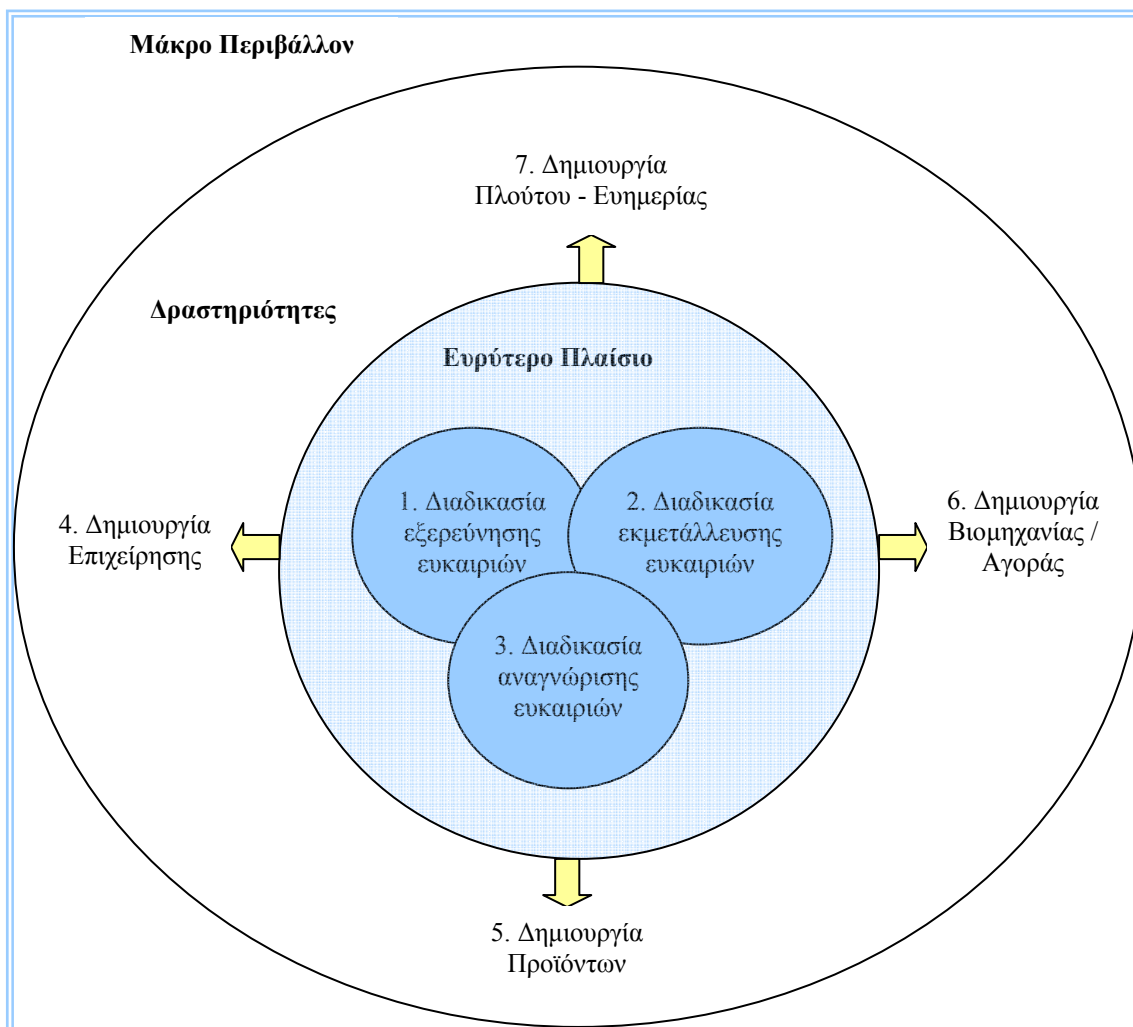 Μάκρο Περιβάλλον
7. Δημιουργία
Πλούτου - Ευημερίας
Δραστηριότητες
Ευρύτερο Πλαίσιο
1. Διαδικασία
εξερεύνησης
ευκαιριών
2. Διαδικασία
εκμετάλλευσης
ευκαιριών
4. Δημιουργία
Επιχείρησης
6. Δημιουργία
Βιομηχανίας /
Αγοράς
3. Διαδικασία
αναγνώρισης
ευκαιριών
5. Δημιουργία
Προϊόντων